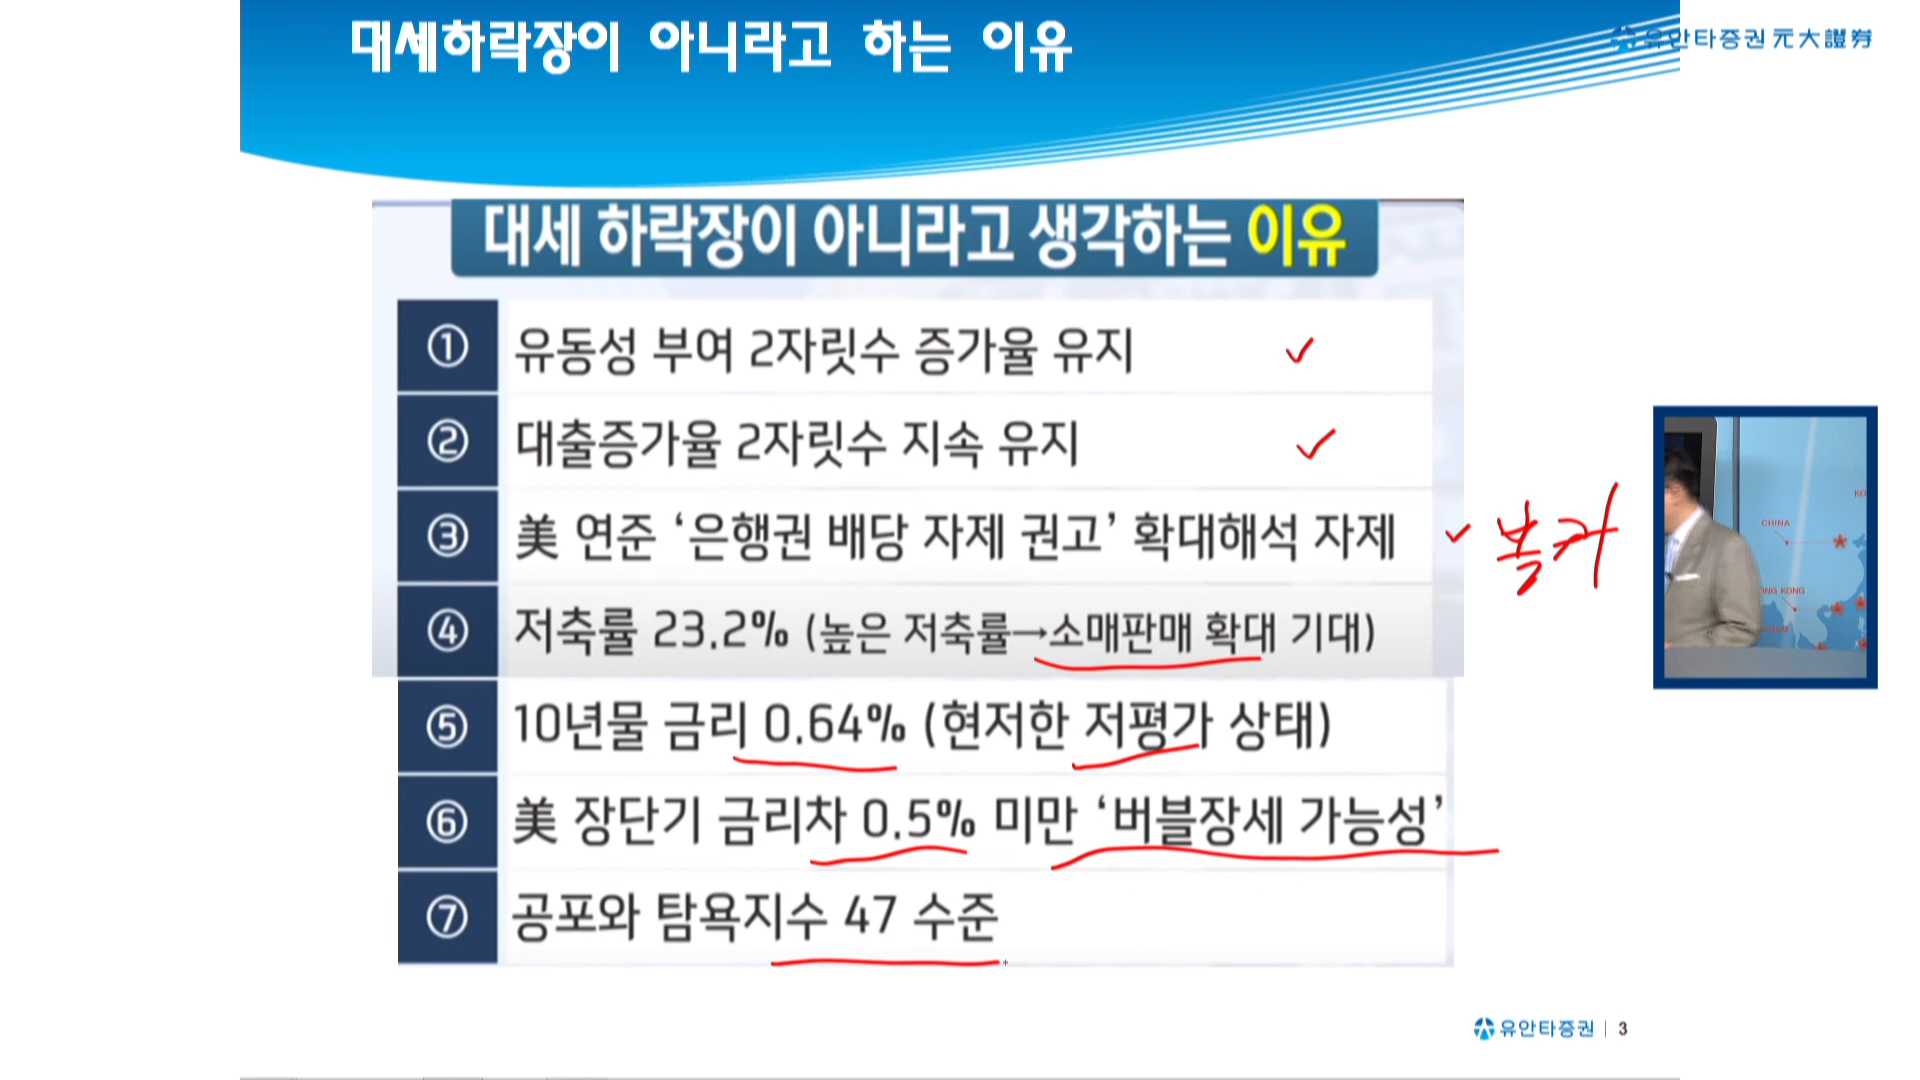 대세하락장이 아니라고 하는 이유
유안타증권 元大證券
대세 하락장이 아니라고 생각하는 이유
① 유동성 부여 2자릿수 증가율 유지
② 대출증가율 2자릿수 지속 유지
③ 美 연준 ‘은행권 배당 자제 권고’ 확대해석 자제
④ 저축률 23.2% (높은 저축률→소매판매 확대 기대)
⑤ 10년물 금리 0.64% (현저한 저평가 상태)
⑥ 美 장단기 금리차 0.5% 미만 ‘버블장세 가능성’
⑦ 공포와 탐욕지수 47 수준
CHINA
유안타증권 | 3